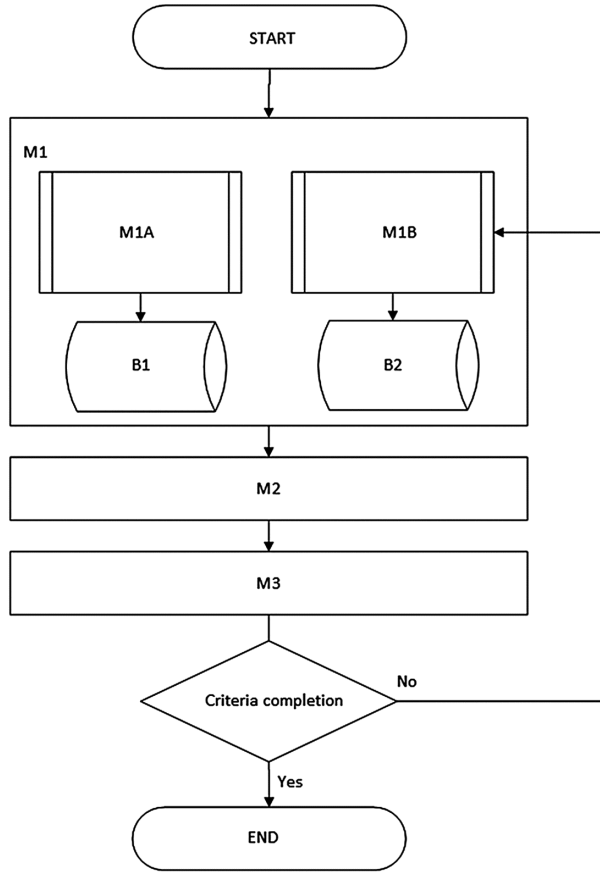 START
M1
M1A
M1B
B1
B2
M2
M3
Criteria completion
No
Yes
END